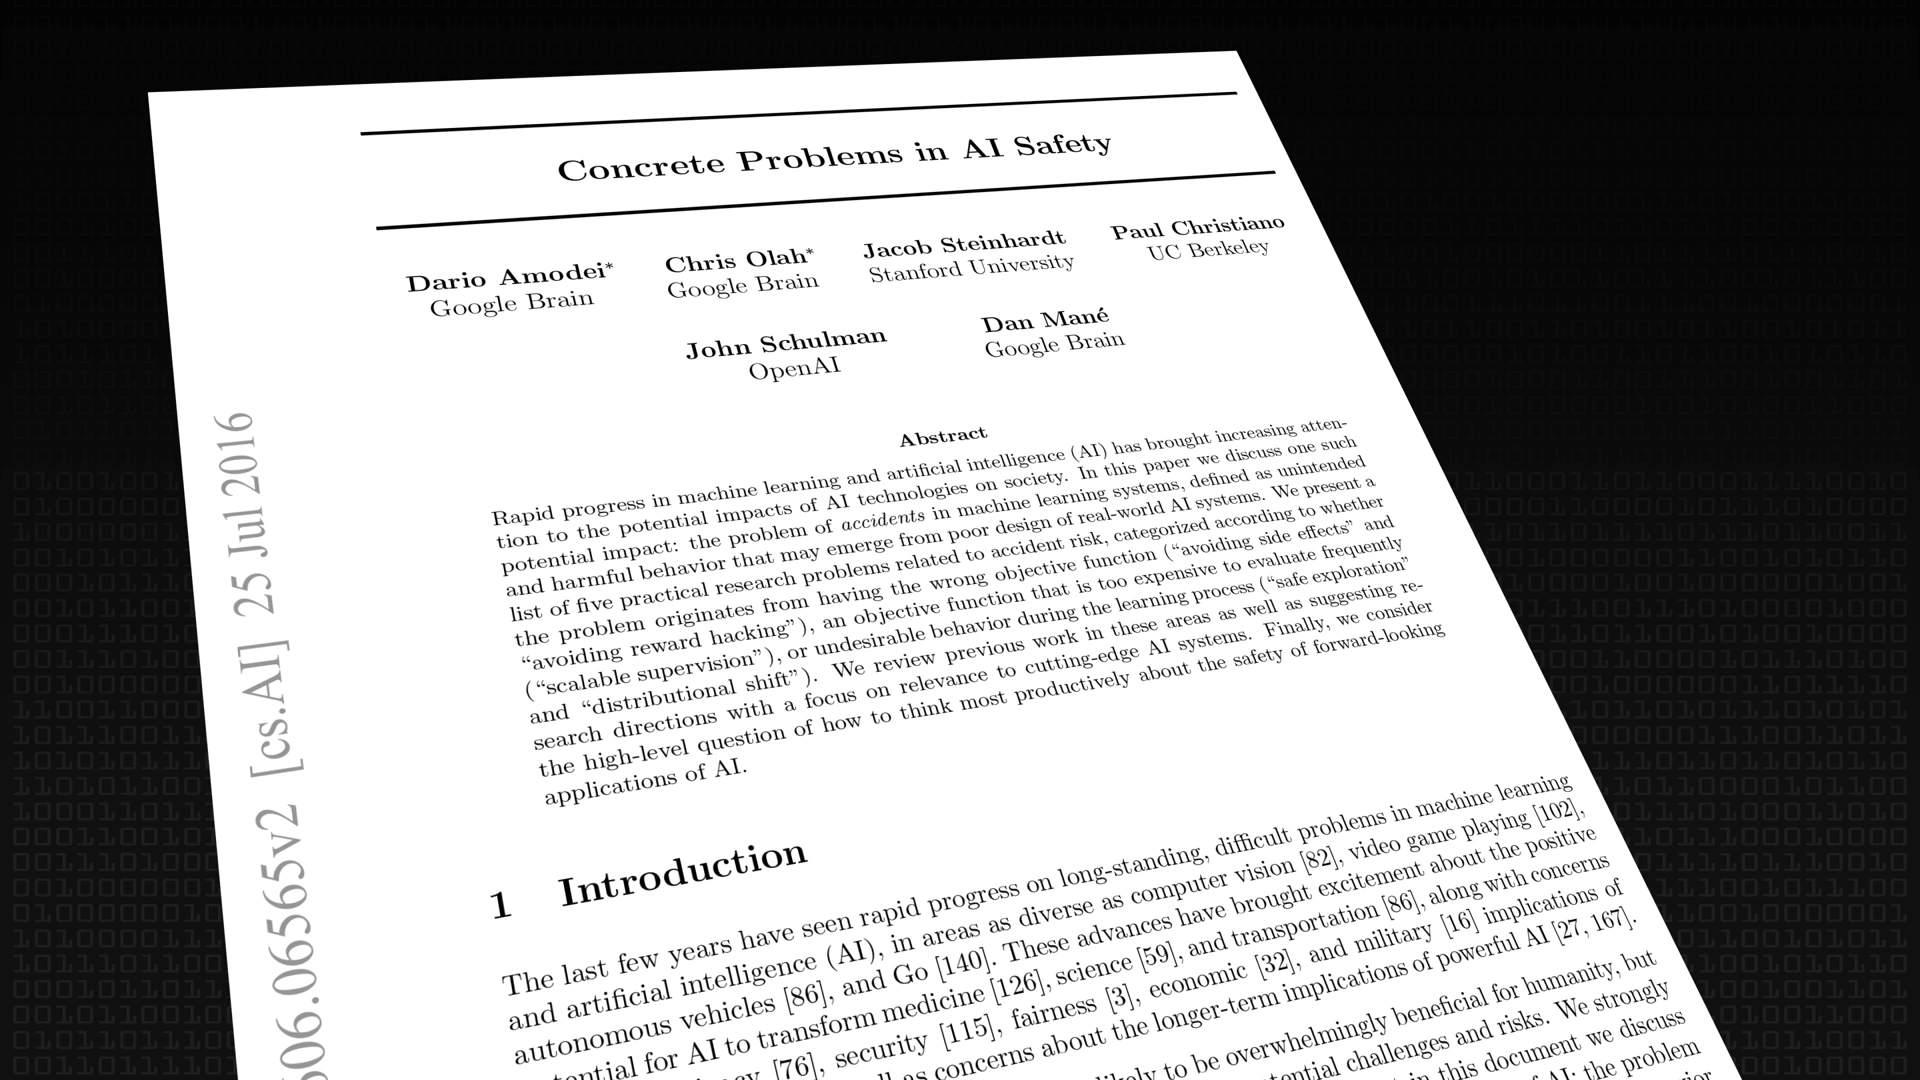 Concrete Problems in AI Safety
Dario Amodei* Chris Olah* Jacob Steinhardt Paul Christiano
Google Brain Google Brain Stanford University UC Berkeley
John Schulman Dan Mané
OpenAI Google Brain
Abstract
Rapid progress in machine learning and artificial intelligence (AI) has brought increasing atten-
tion to the potential impacts of AI technologies on society. In this paper we discuss one such
potential impact: the problem of accidents in machine learning systems, defined as unintended
and harmful behavior that may emerge from poor design of real-world AI systems. We present a
list of five practical research problems related to accident risk, categorized according to whether
the problem originates from having the wrong objective function (“avoiding side effects” and
“avoiding reward hacking”), an objective function that is too expensive to evaluate frequently
(“scalable supervision”), or undesirable behavior during the learning process (“safe exploration”
and “distributional shift”). We review previous work in these areas as well as suggesting re-
search directions with a focus on relevance to cutting-edge AI systems. Finally, we consider
the high-level question of how to think most productively about the safety of forward-looking
applications of AI.
1 Introduction
The last few years have seen rapid progress on long-standing, difficult problems in machine learning
and artificial intelligence (AI), in areas as diverse as computer vision [82], video game playing [102],
autonomous vehicles [86], and Go [140]. These advances have brought excitement about the positive
tential for AI to transform medicine [126], science [59], and transportation [86], along with concerns
[76], security [115], fairness [3], economic [32], and military [16] implications of
as concerns about the longer-term implications of powerful AI [27, 167].
likely to be overwhelmingly beneficial for humanity, but
tential challenges and risks. We strongly
in this document we discuss
of AI: the problem
606.06565v2 [cs.AI] 25 Jul 2016